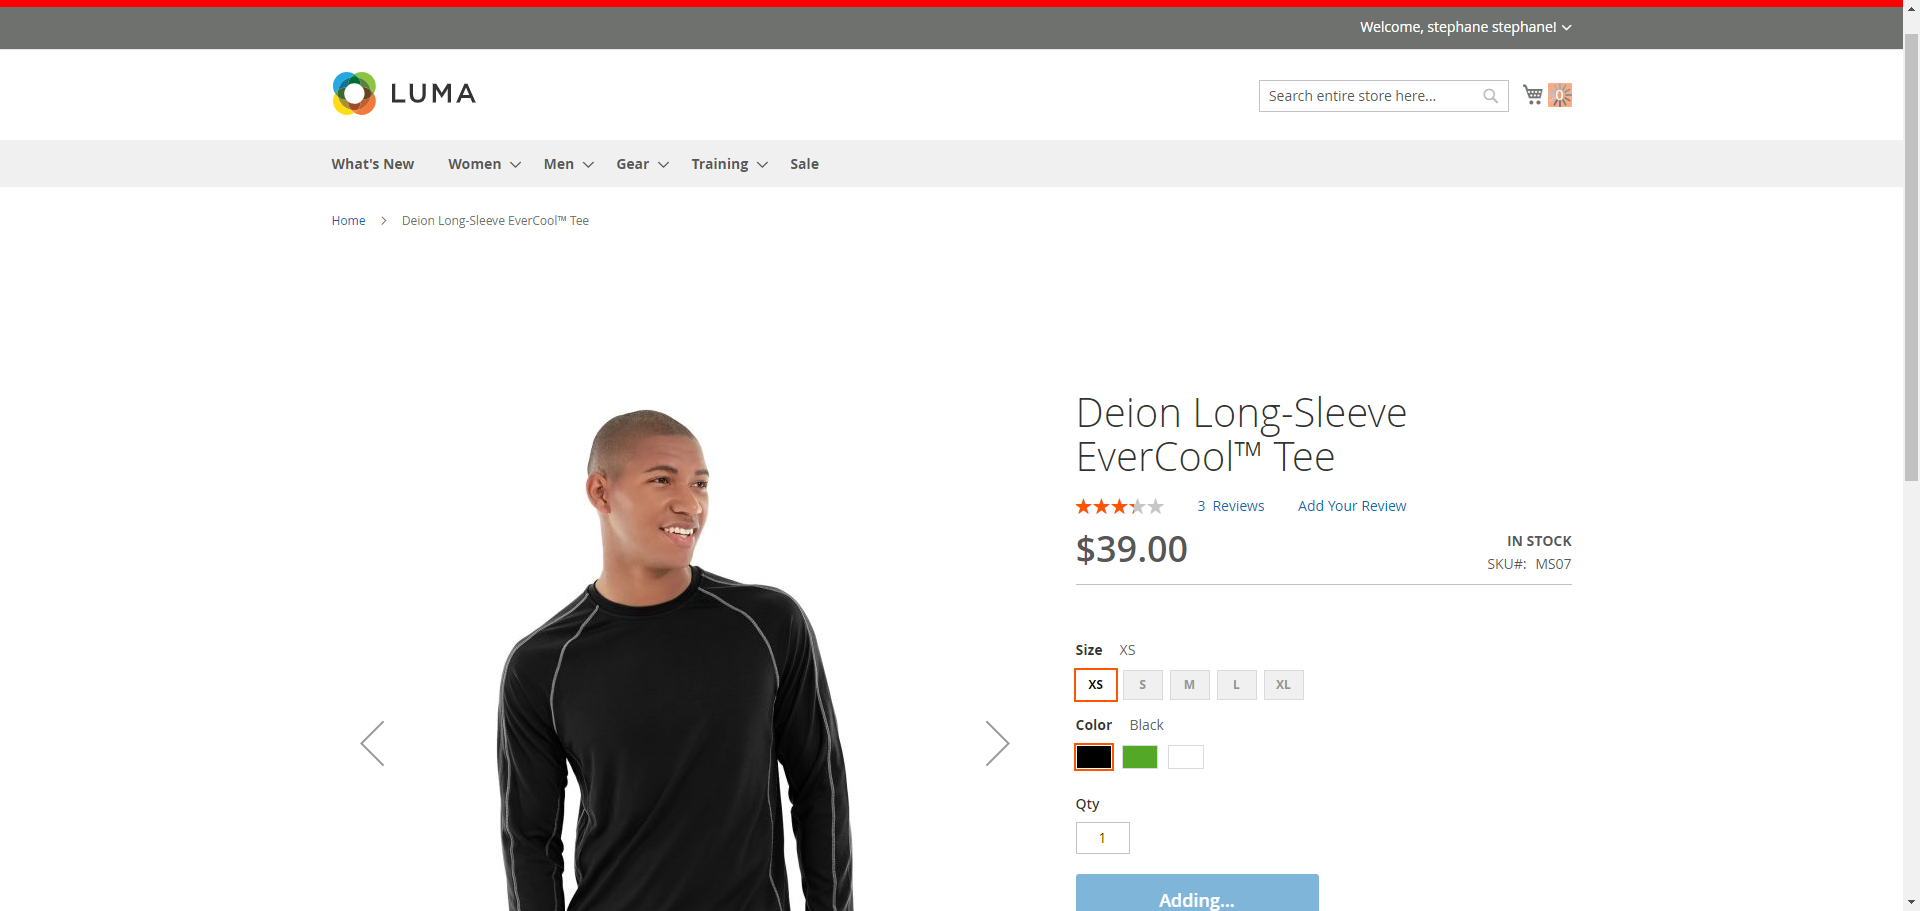 Welcome, stephane stephane!
LUMA
Search entire store here...
0
What's New Women Men Gear Training Sale
Home Deion Long-Sleeve EverCool™ Tee
Deion Long-Sleeve
EverCool™ Tee
3 Reviews Add Your Review
$39.00
IN STOCK
SKU#: MS07
Size XS
XS S M L XL
Color Black
Qty
1
Adding...